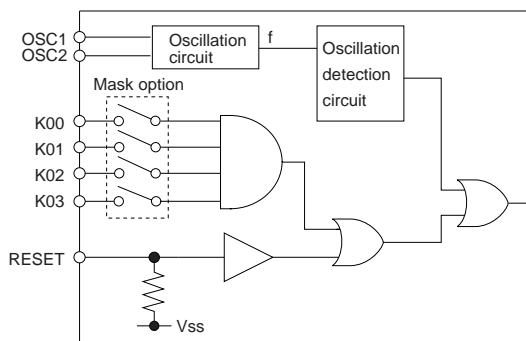 OSC1
OSC2
Oscillation
circuit
f
Oscillation
detection
circuit
Mask option
K00
K01
K02
K03
RESET
Vss